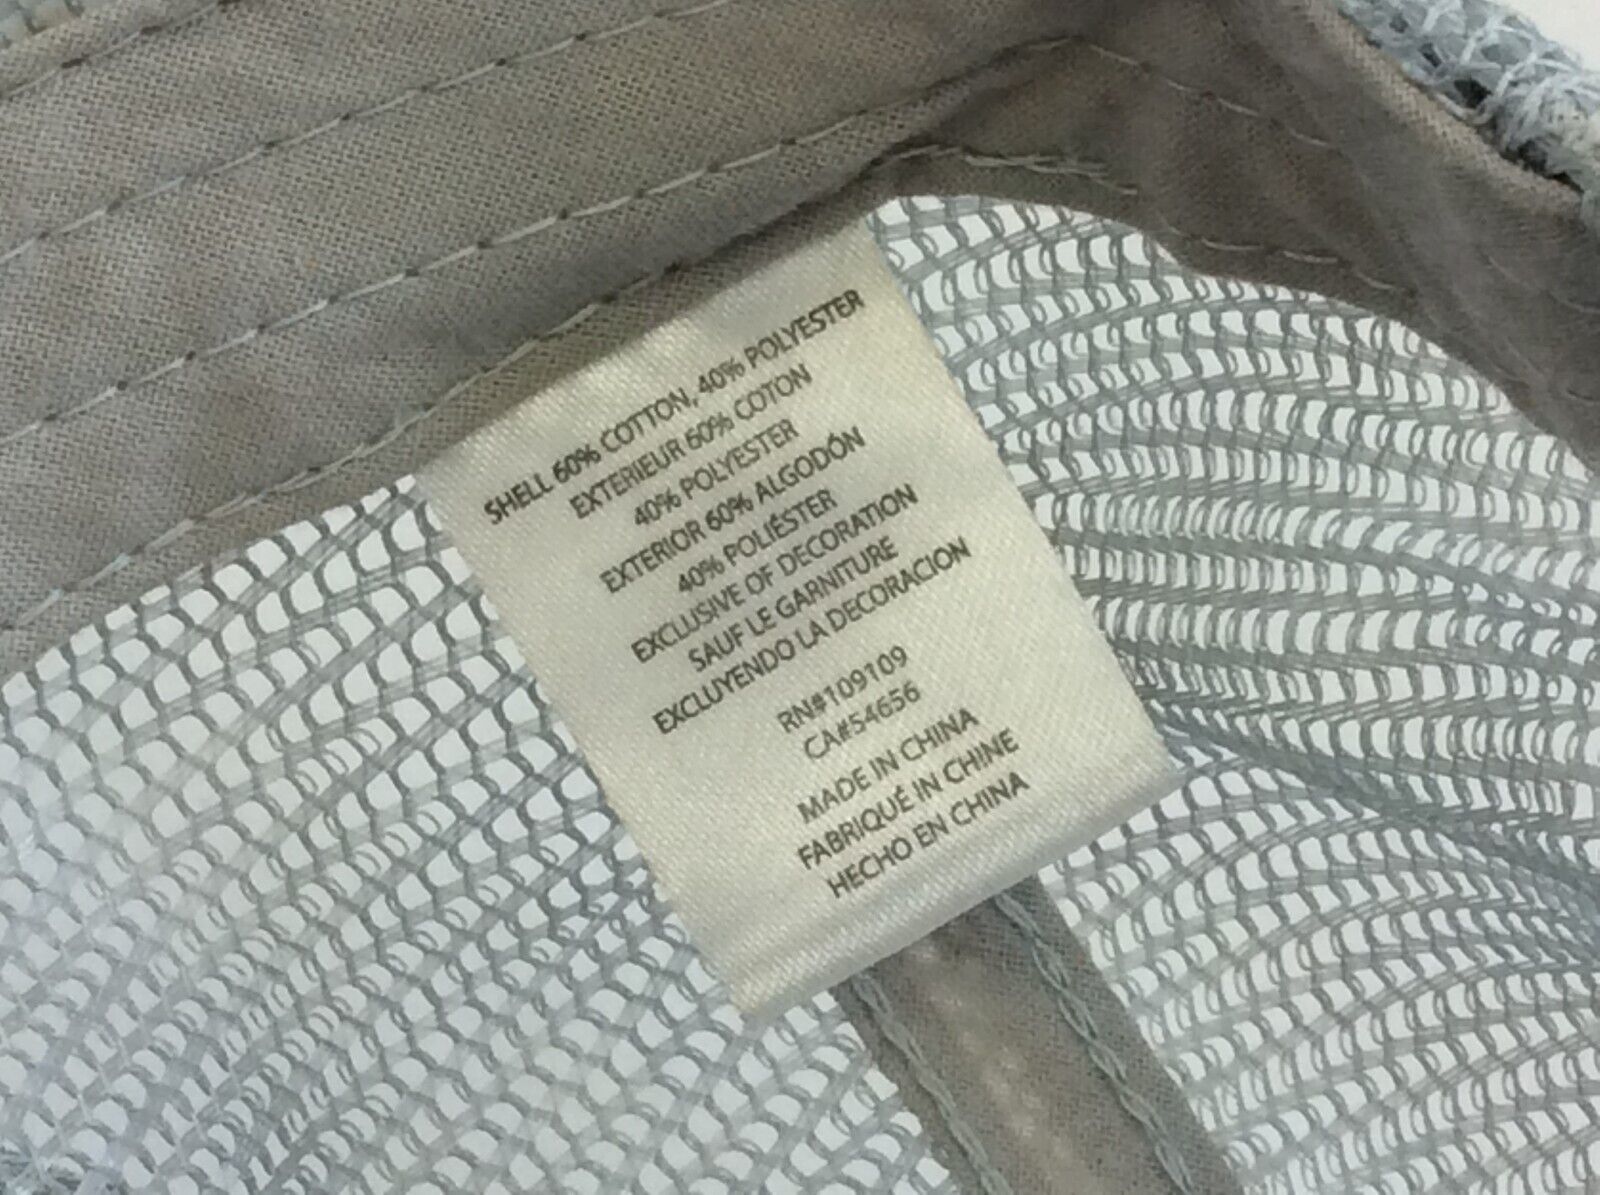 SHELL 60% COTTON, 40% POLYESTER
EXTERIEUR 60% COTON
40% POLYESTER
EXTERIOR 60% ALGODÓN
40% POLIÉSTER
EXCLUSIVE OF DECORATION
SAUF LE GARNITURE
EXCLUYENDO LA DECORACION
RN#109109
CA#54656
MADE IN CHINA
FABRIQUÉ IN CHINE
HECHO EN CHINA